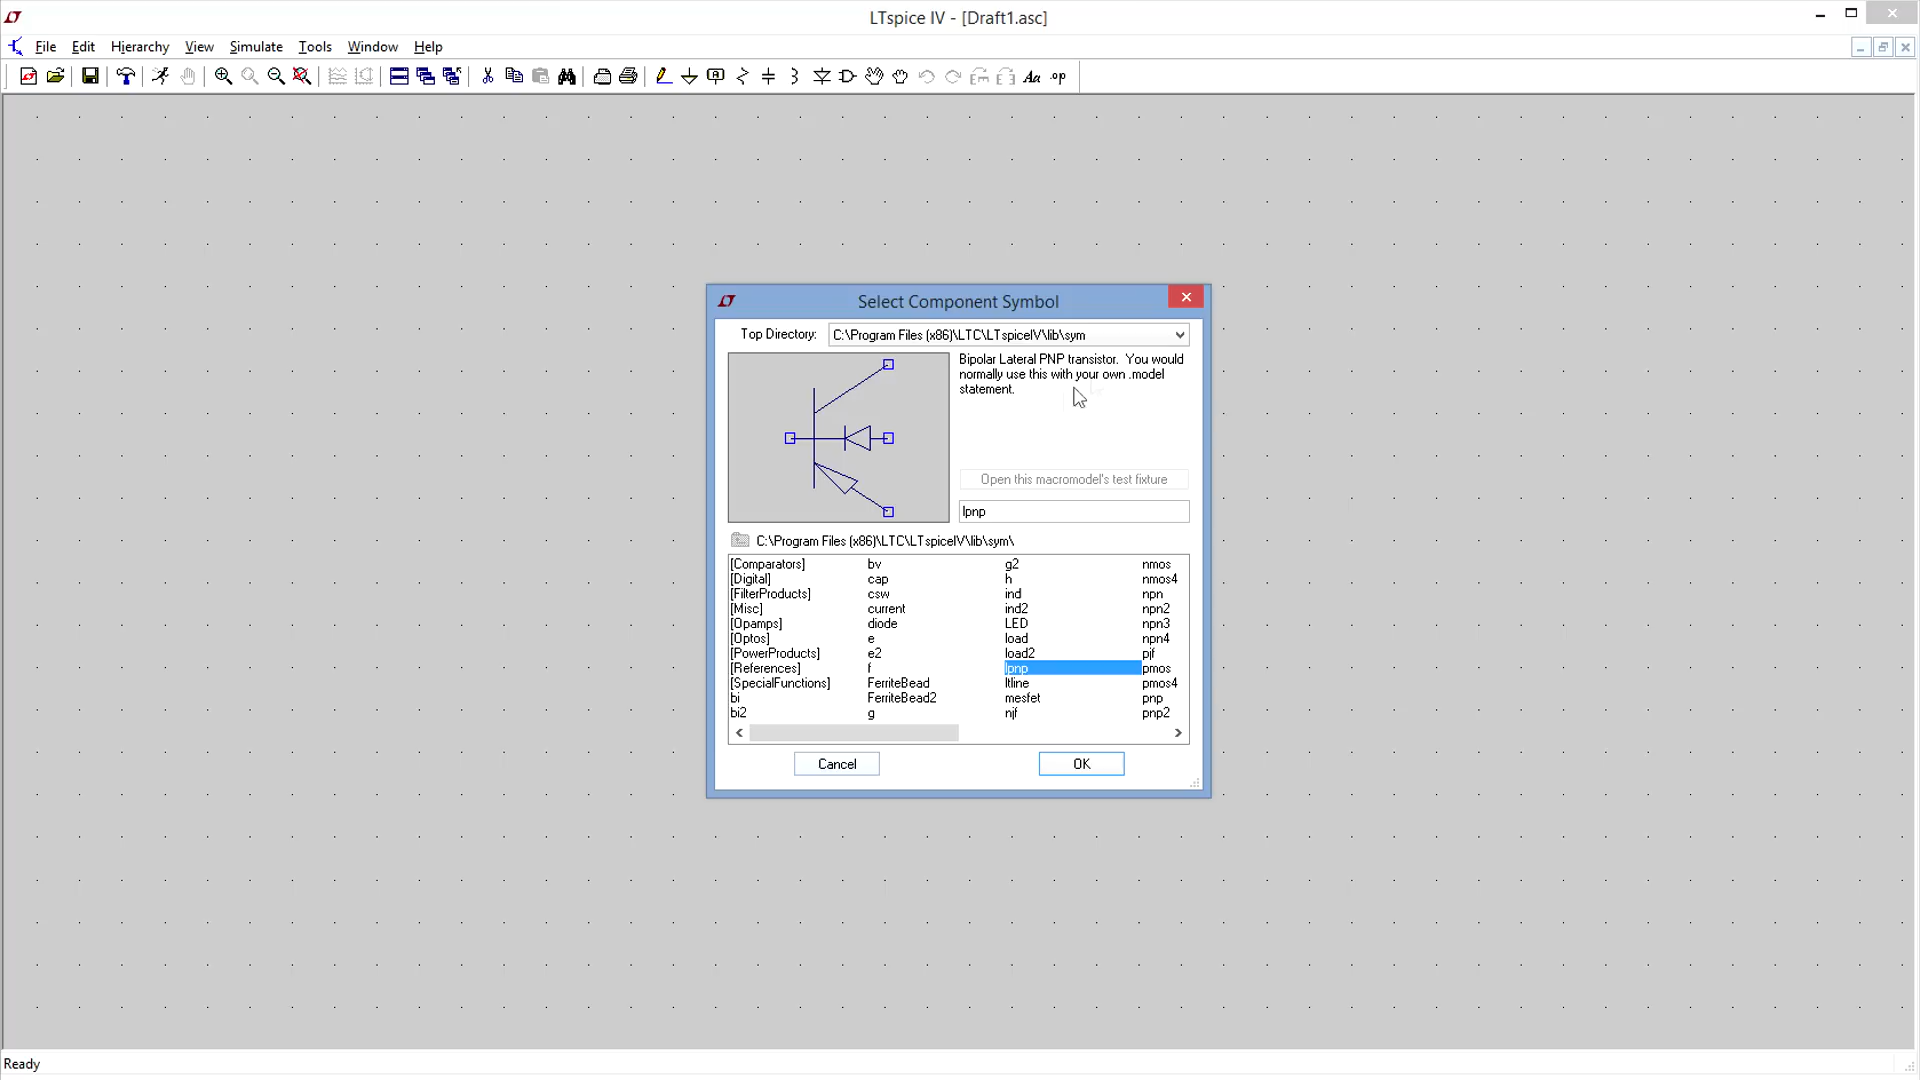 LTspice IV - [Draft1.asc]
File Edit Hierarchy View Simulate Tools Window Help
Aa .op
Select Component Symbol
Top Directory: C:\Program Files (x86)\LTC\LTspiceIV\lib\sym
Bipolar Lateral PNP transistor. You would
normally use this with your own .model
statement.
Open this macromodel's test fixture
lpnp
C:\Program Files (x86)\LTC\LTspiceIV\lib\sym\
[Comparators] bv g2 nmos
[Digital] cap h nmos4
[FilterProducts] csw ind npn
[Misc] current ind2 npn2
[Opamps] diode LED npn3
[Optos] e load npn4
[PowerProducts] e2 load2 pjf
[References] f lpnp pmos
[SpecialFunctions] FerriteBead ltline pmos4
bi FerriteBead2 mesfet pnp
bi2 g njf pnp2
Cancel OK
Ready